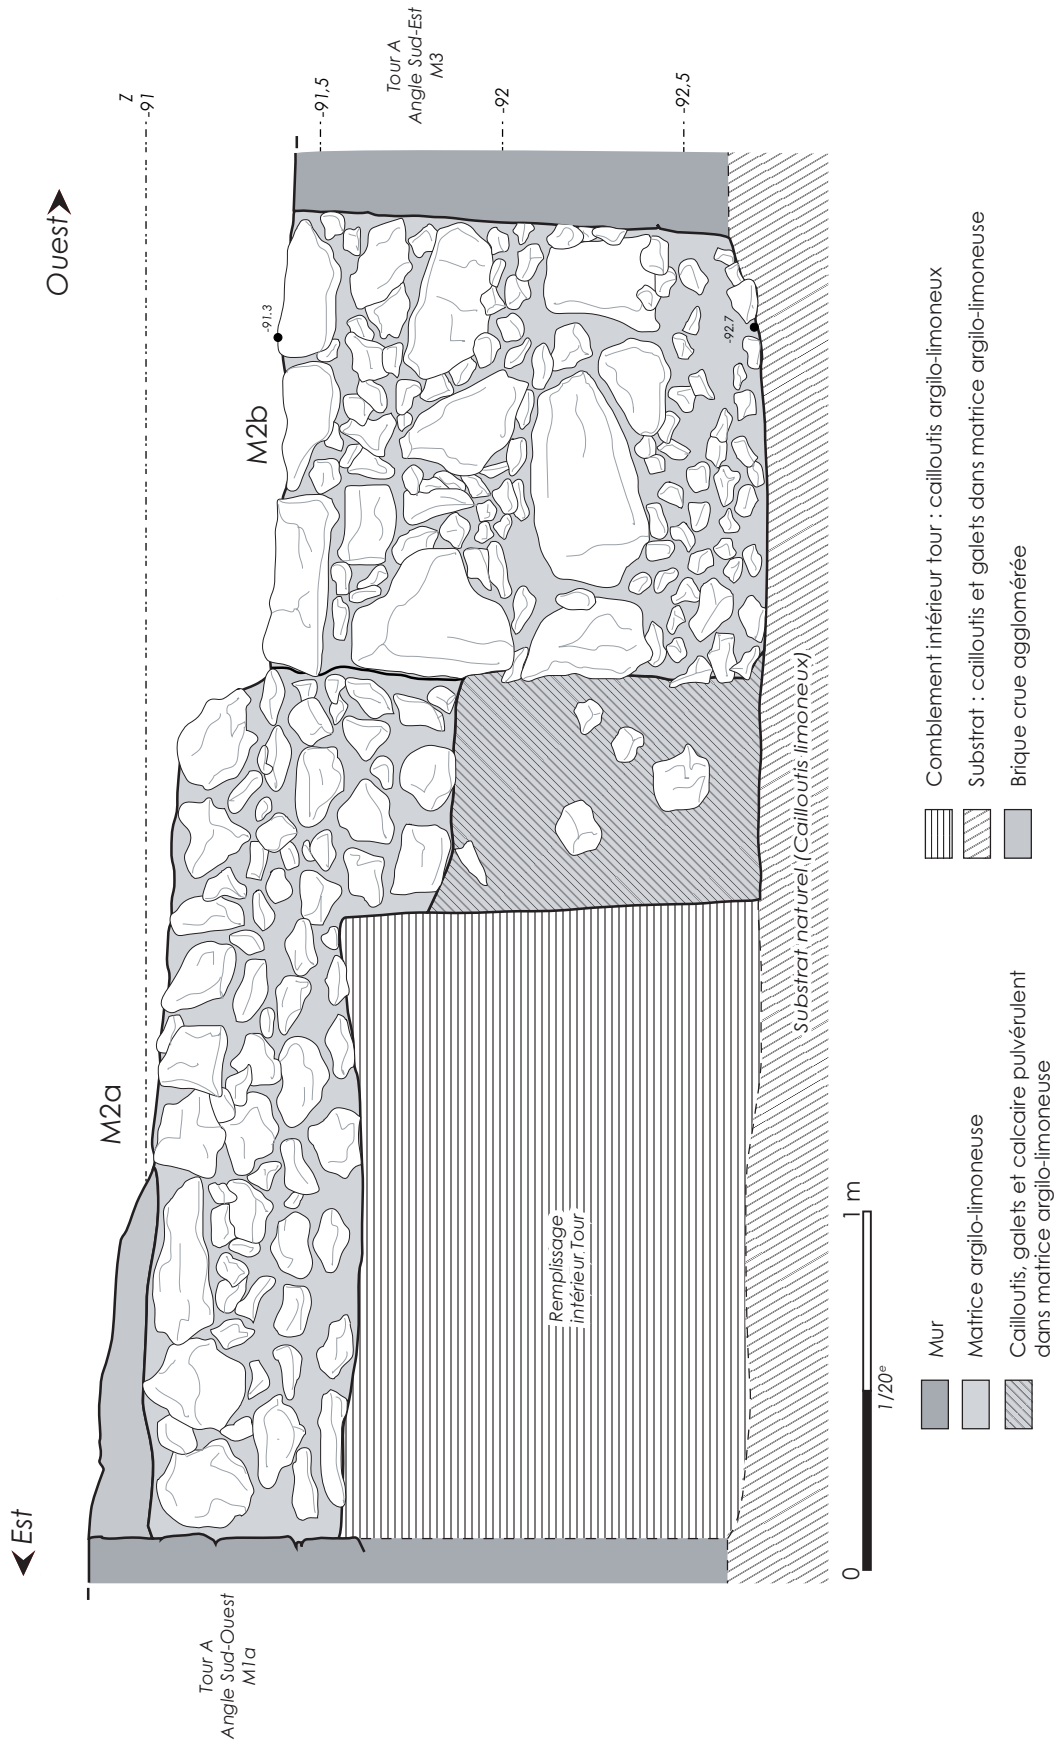 Est
Ouest
Z
-91
-91,5
-92
-92,5
Tour A
Angle Sud-Ouest
M1a
Tour A
Angle Sud-Est
M3
M2a
M2b
-91.3
-92.7
Remplissage
intérieur Tour
Substrat naturel (Cailloutis limoneux)
0
1 m
1/20e
Mur
Matrice argilo-limoneuse
Cailloutis, galets et calcaire pulvérulent
dans matrice argilo-limoneuse
Comblement intérieur tour : cailloutis argilo-limoneux
Substrat : cailloutis et galets dans matrice argilo-limoneuse
Brique crue agglomérée